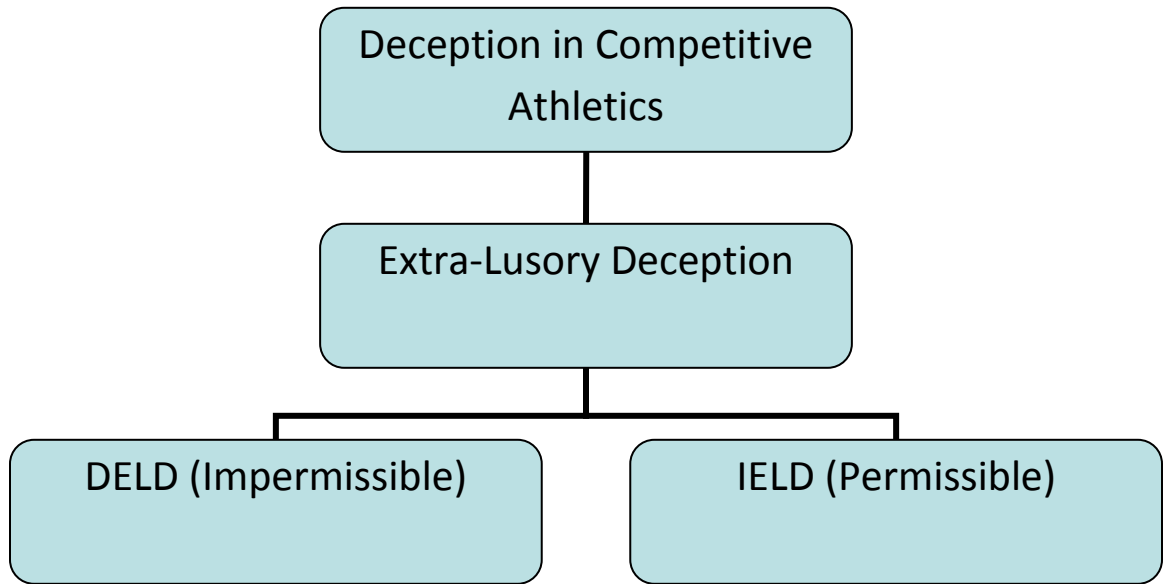 Deception in Competitive
Athletics
Extra-Lusory Deception
DELD (Impermissible)
IELD (Permissible)